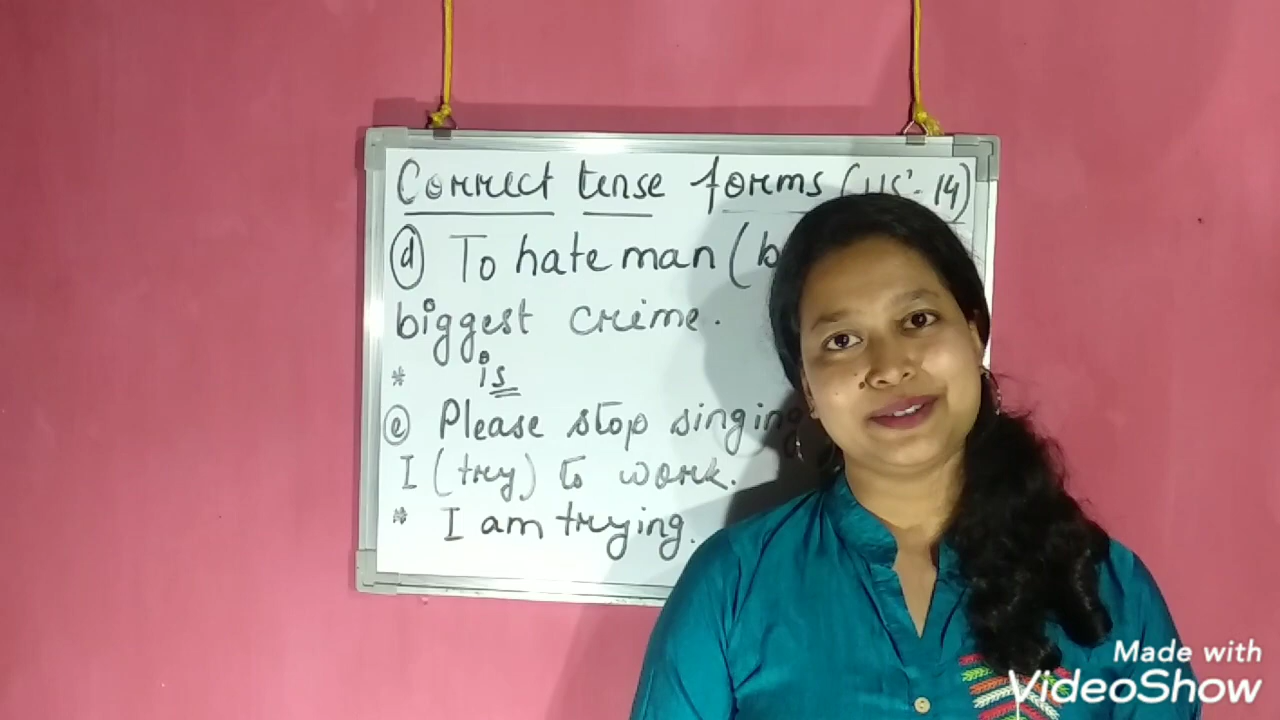 Correct tense forms (HS'-14)
(d) To hate man (b
biggest crime.
* is
(e) Please stop singing
I (try) to work.
* I am trying.
Made with
VideoShow